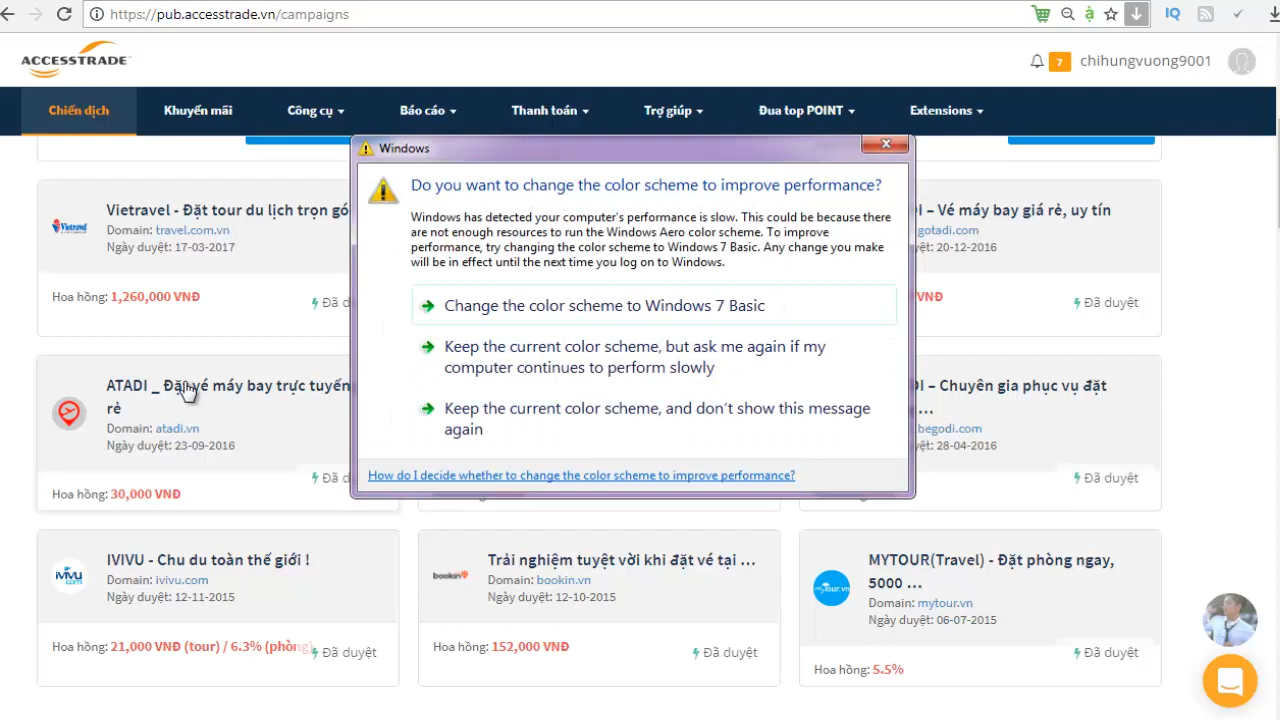 https://pub.accesstrade.vn/campaigns
IQ
ACCESSTRADE
7
chihungvuong9001
Chiến dịch
Khuyến mãi
Công cụ
Báo cáo
Thanh toán
Trợ giúp
Đua top POINT
Extensions
Windows
Do you want to change the color scheme to improve performance?
Windows has detected your computer's performance is slow. This could be because there
are not enough resources to run the Windows Aero color scheme. To improve
performance, try changing the color scheme to Windows 7 Basic. Any change you make
will be in effect until the next time you log on to Windows.
Change the color scheme to Windows 7 Basic
Keep the current color scheme, but ask me again if my
computer continues to perform slowly
Keep the current color scheme, and don't show this message
again
How do I decide whether to change the color scheme to improve performance?
Vietravel - Đặt tour du lịch trọn gó
Domain: travel.com.vn
Ngày duyệt: 17-03-2017
Hoa hồng: 1,260,000 VNĐ
Đã d
DI – Vé máy bay giá rẻ, uy tín
gotadi.com
20-12-2016
VNĐ
Đã duyệt
ATADI _ Đặt vé máy bay trực tuyến
rẻ
Domain: atadi.vn
Ngày duyệt: 23-09-2016
Hoa hồng: 30,000 VNĐ
Đã d
DI – Chuyên gia phục vụ đặt
...
begodi.com
28-04-2016
Đã duyệt
IVIVU - Chu du toàn thế giới !
iVIVU
.com
Domain: ivivu.com
Ngày duyệt: 12-11-2015
Hoa hồng: 21,000 VNĐ (tour) / 6.3% (phòng)
Đã duyệt
Trải nghiệm tuyệt vời khi đặt vé tại ...
bookin
Domain: bookin.vn
Ngày duyệt: 12-10-2015
Hoa hồng: 152,000 VNĐ
Đã duyệt
MYTOUR(Travel) - Đặt phòng ngay,
5000 ...
mytour.vn
Domain: mytour.vn
Ngày duyệt: 06-07-2015
Hoa hồng: 5.5%
Đã duyệt